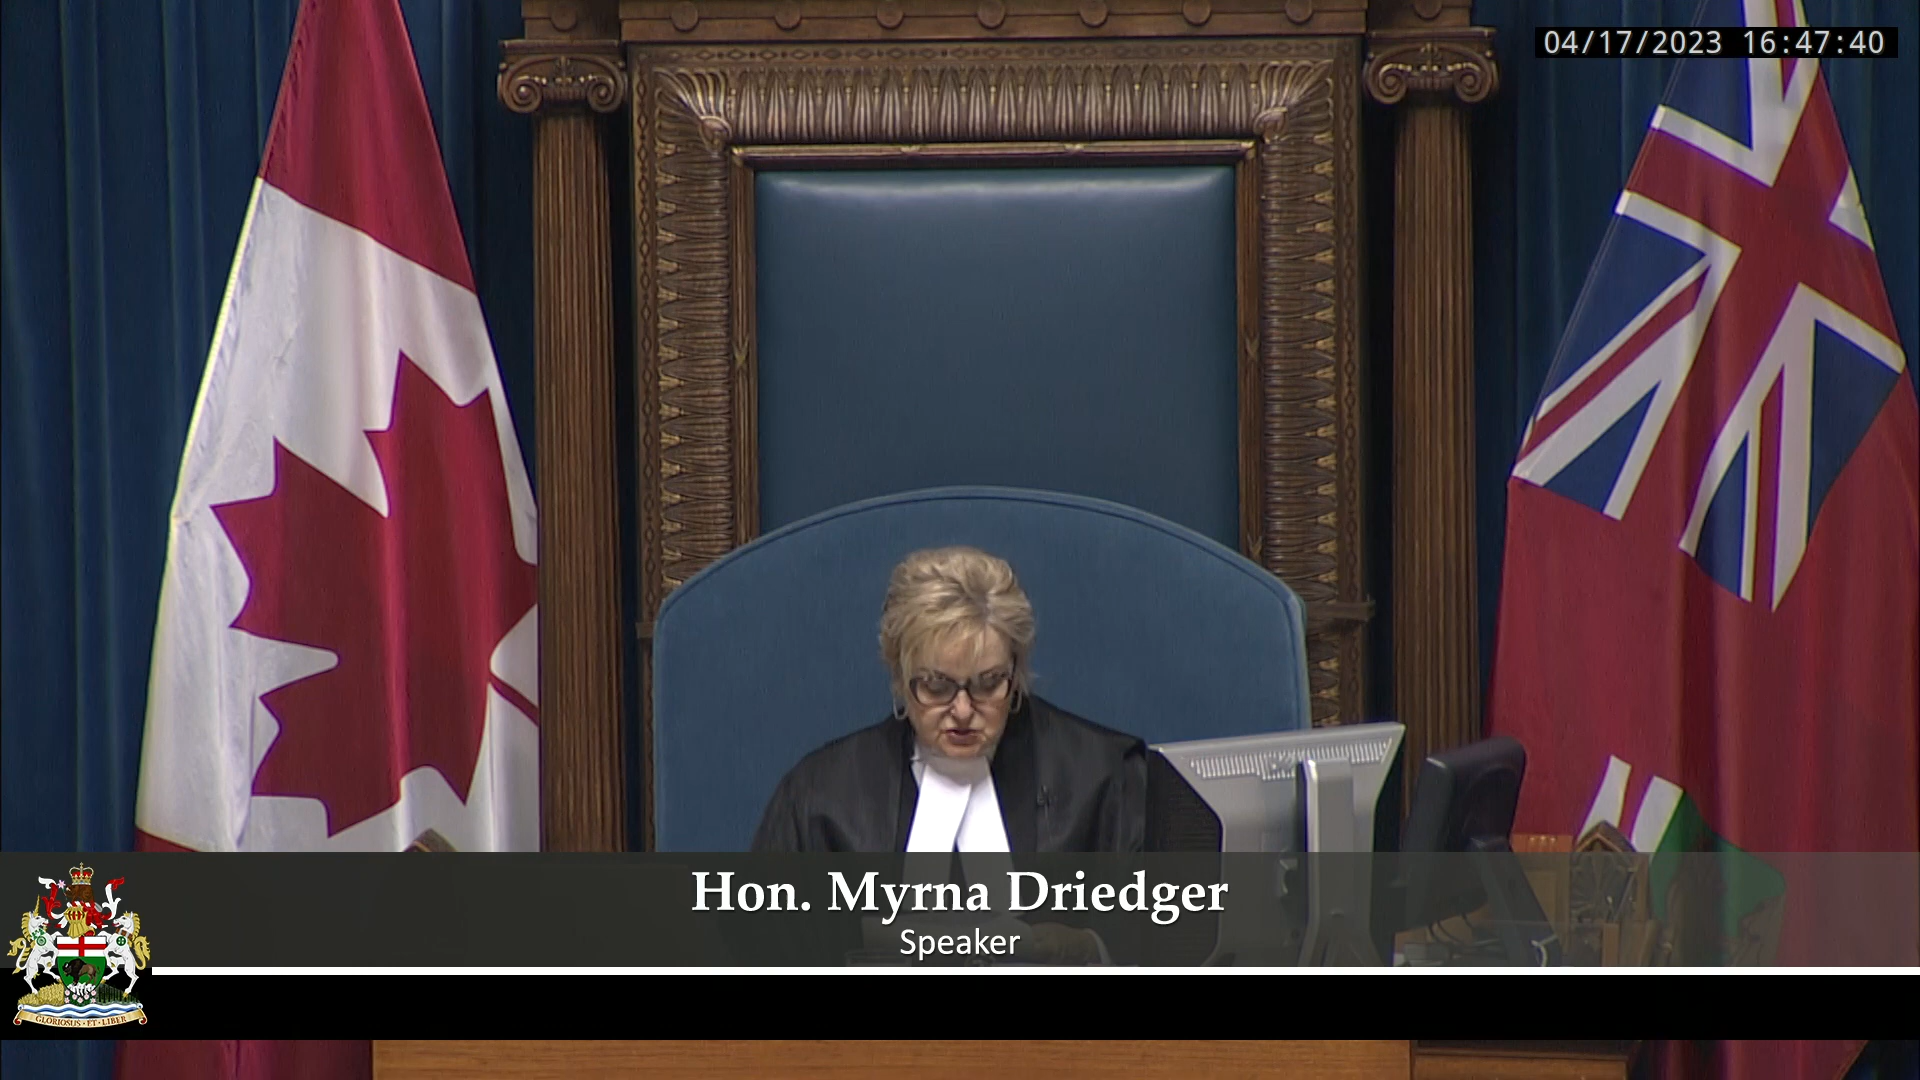 04/17/2023 16:47:40
Hon. Myrna Driedger
Speaker
GLORIOSUS · ET · LIBER